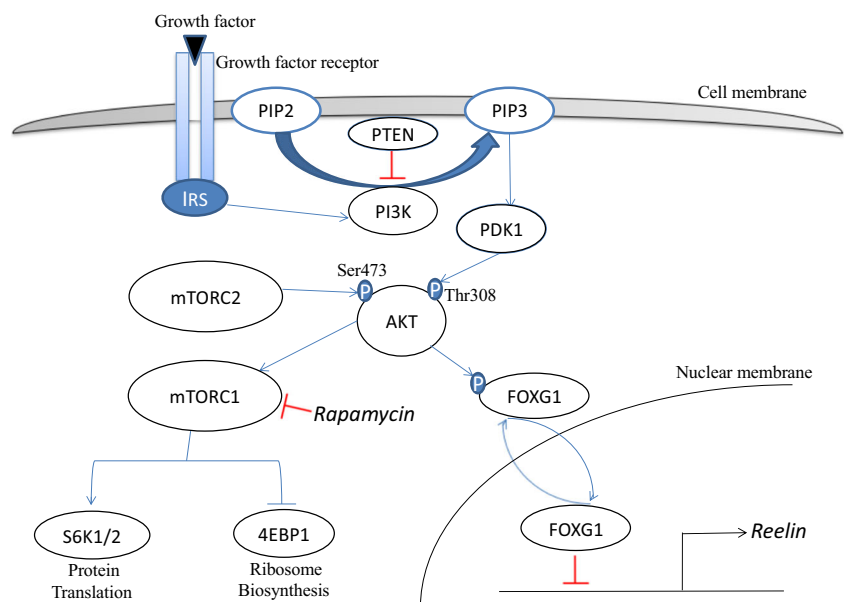 Growth factor
Growth factor receptor
Cell membrane
PIP2
PIP3
PTEN
IRS
PI3K
PDK1
Ser473
mTORC2
P
P
Thr308
AKT
Nuclear membrane
P
FOXG1
mTORC1
Rapamycin
S6K1/2
4EBP1
FOXG1
Reelin
Protein
Translation
Ribosome
Biosynthesis